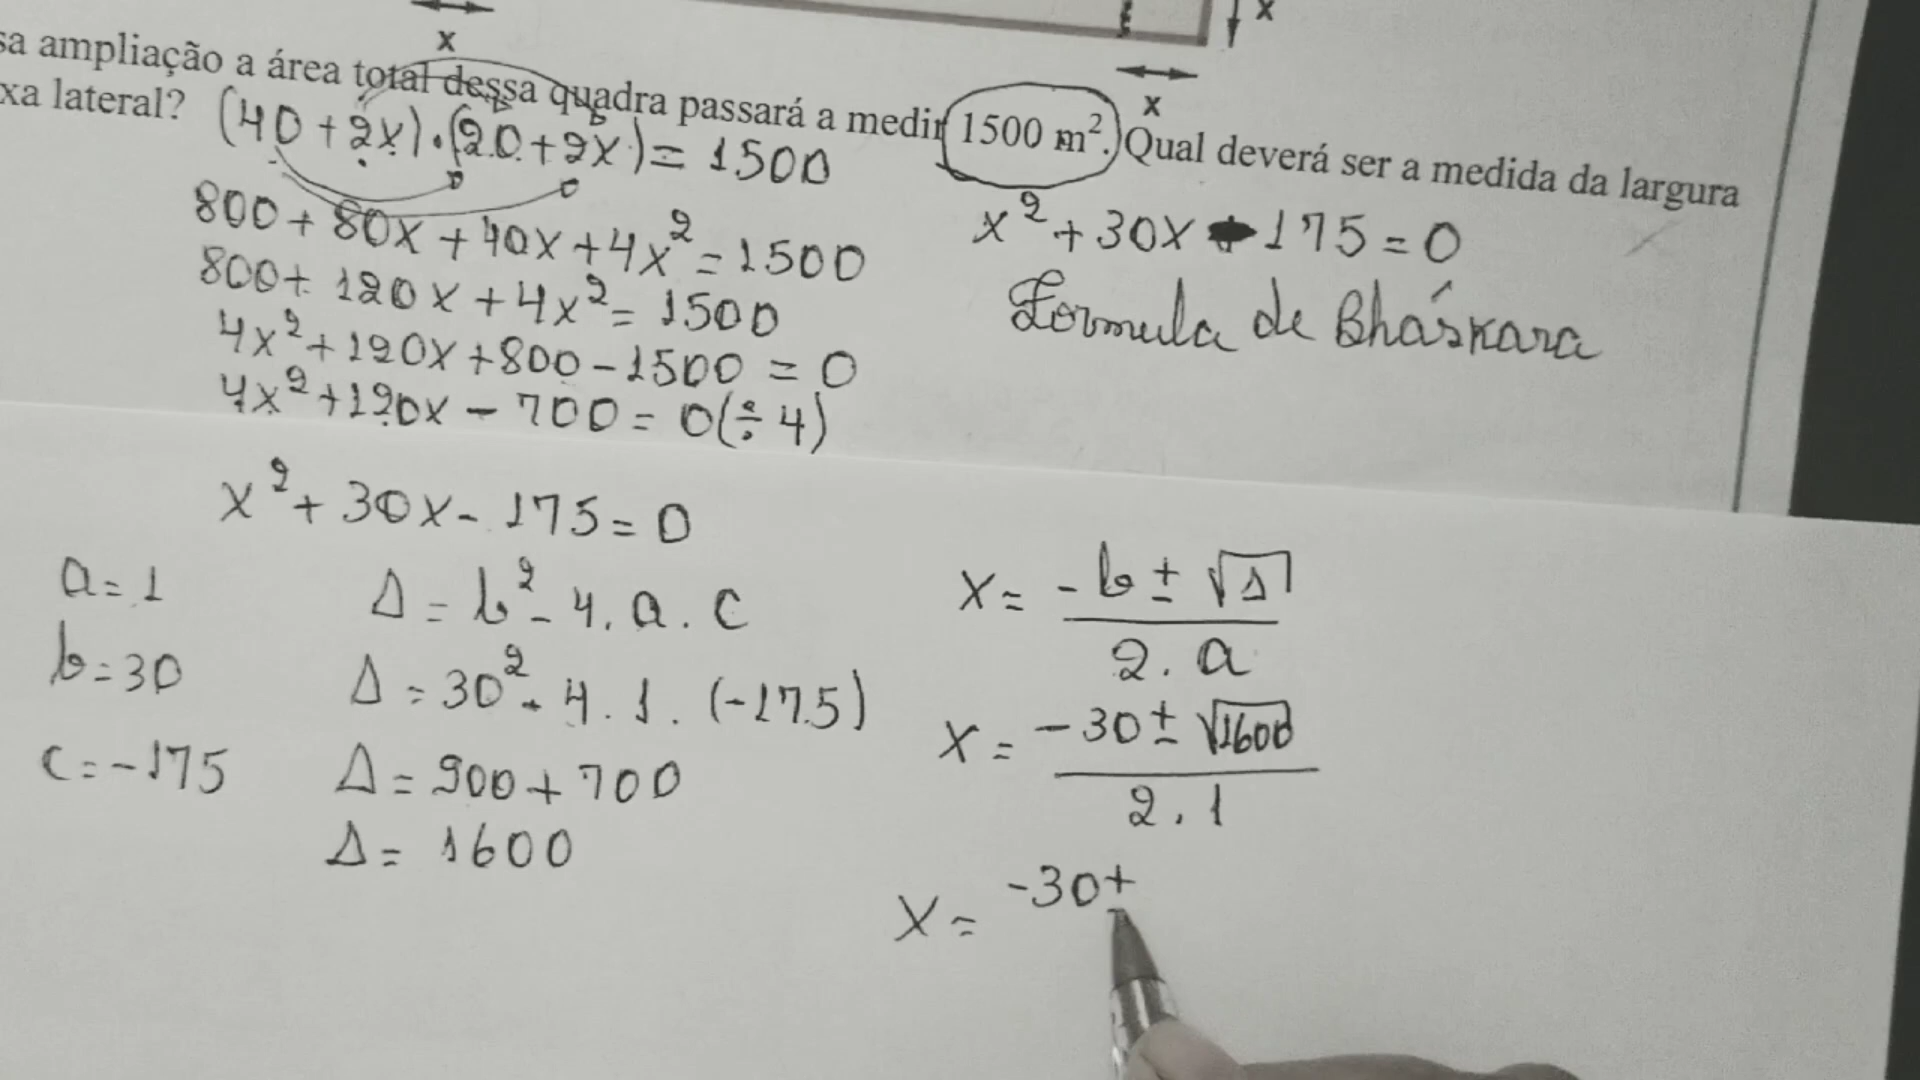 x
x
sa ampliação a área total dessa quadra passará a medir 1500 m². Qual deverá ser a medida da largura
x
xa lateral?
(40 + 2x) . (20 + 2x) = 1500
800 + 80x + 40x + 4x² = 1500
800 + 120x + 4x² = 1500
4x² + 120x + 800 - 1500 = 0
4x² + 120x - 700 = 0 (÷ 4)
x² + 30x - 175 = 0
Formula de Bháskara
x² + 30x - 175 = 0
a = 1
b = 30
c = -175
Δ = b² - 4 . a . c
Δ = 30² - 4 . 1 . (-175)
Δ = 900 + 700
Δ = 1600
x = -b ± √Δ
2 . a
x = -30 ± √1600
2 . 1
x = -30 ±